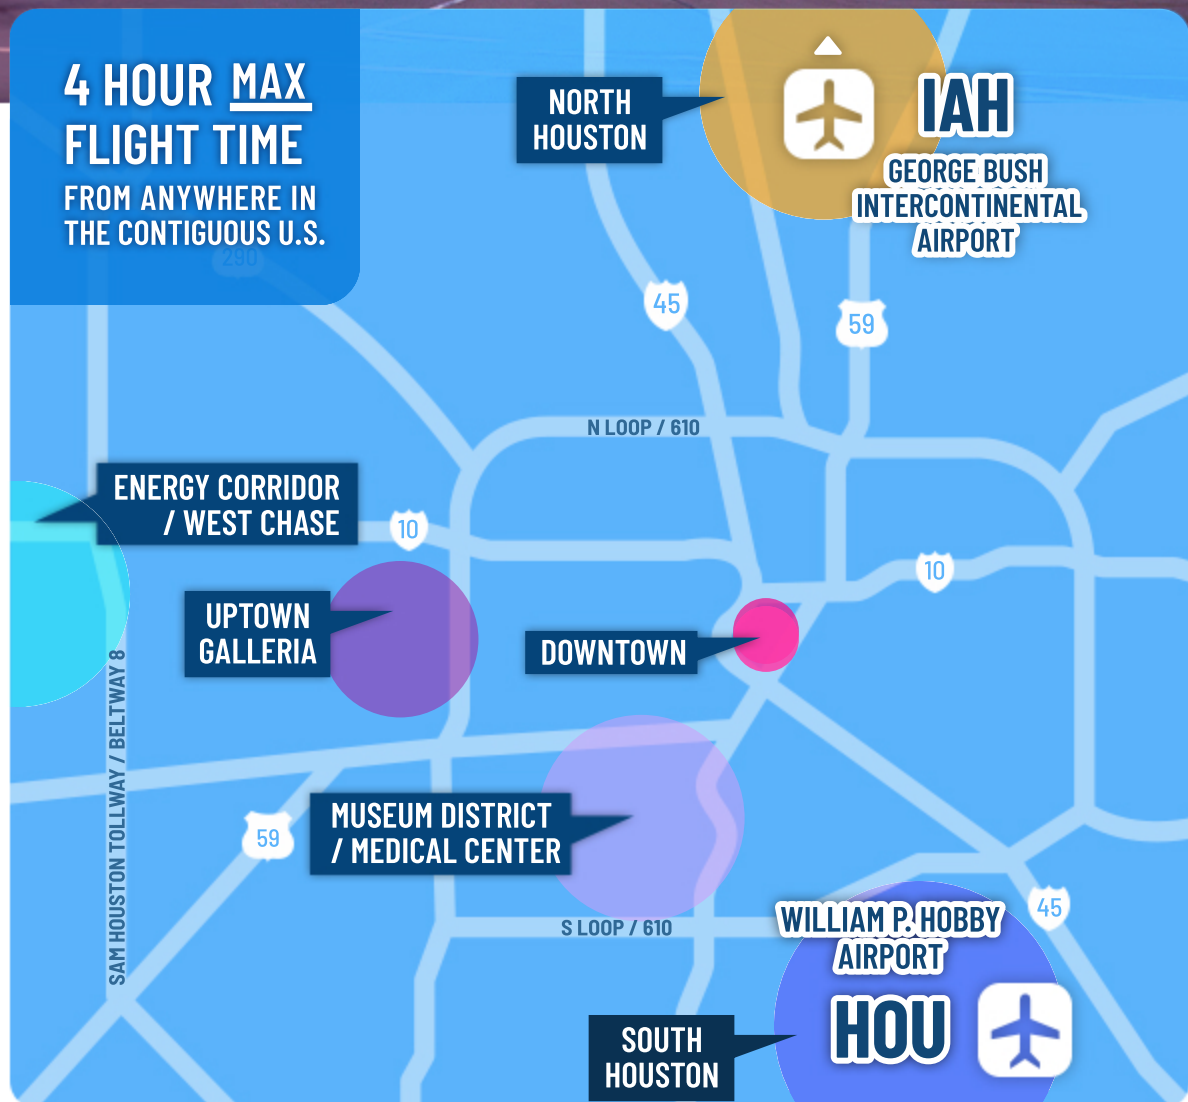 4 HOUR MAX
FLIGHT TIME
FROM ANYWHERE IN
THE CONTIGUOUS U.S.
290
NORTH
HOUSTON
IAH
GEORGE BUSH
INTERCONTINENTAL
AIRPORT
45
59
N LOOP / 610
ENERGY CORRIDOR
/ WEST CHASE
10
10
UPTOWN
GALLERIA
DOWNTOWN
SAM HOUSTON TOLLWAY / BELTWAY 8
59
MUSEUM DISTRICT
/ MEDICAL CENTER
S LOOP / 610
WILLIAM P. HOBBY
AIRPORT
HOU
45
SOUTH
HOUSTON